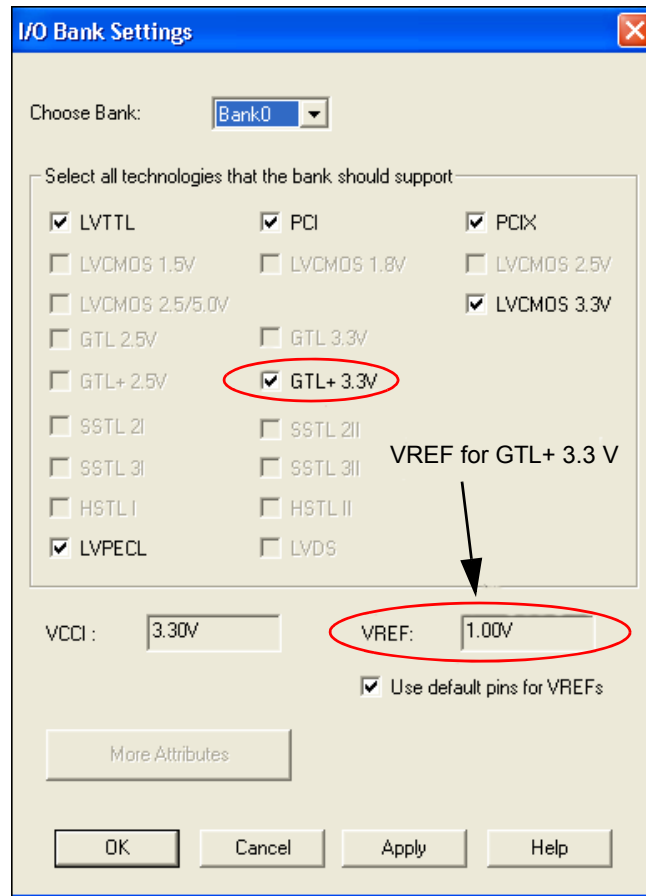 I/O Bank Settings
Choose Bank: Bank0
Select all technologies that the bank should support
LVTTL PCI PCIX
LVCMOS 1.5V LVCMOS 1.8V LVCMOS 2.5V
LVCMOS 2.5/5.0V LVCMOS 3.3V
GTL 2.5V GTL 3.3V
GTL+ 2.5V GTL+ 3.3V
SSTL 2I SSTL 2II
VREF for GTL+ 3.3 V
SSTL 3I SSTL 3II
HSTL I HSTL II
LVPECL LVDS
VCCI : 3.30V VREF: 1.00V
Use default pins for VREFs
More Attributes
OK Cancel Apply Help